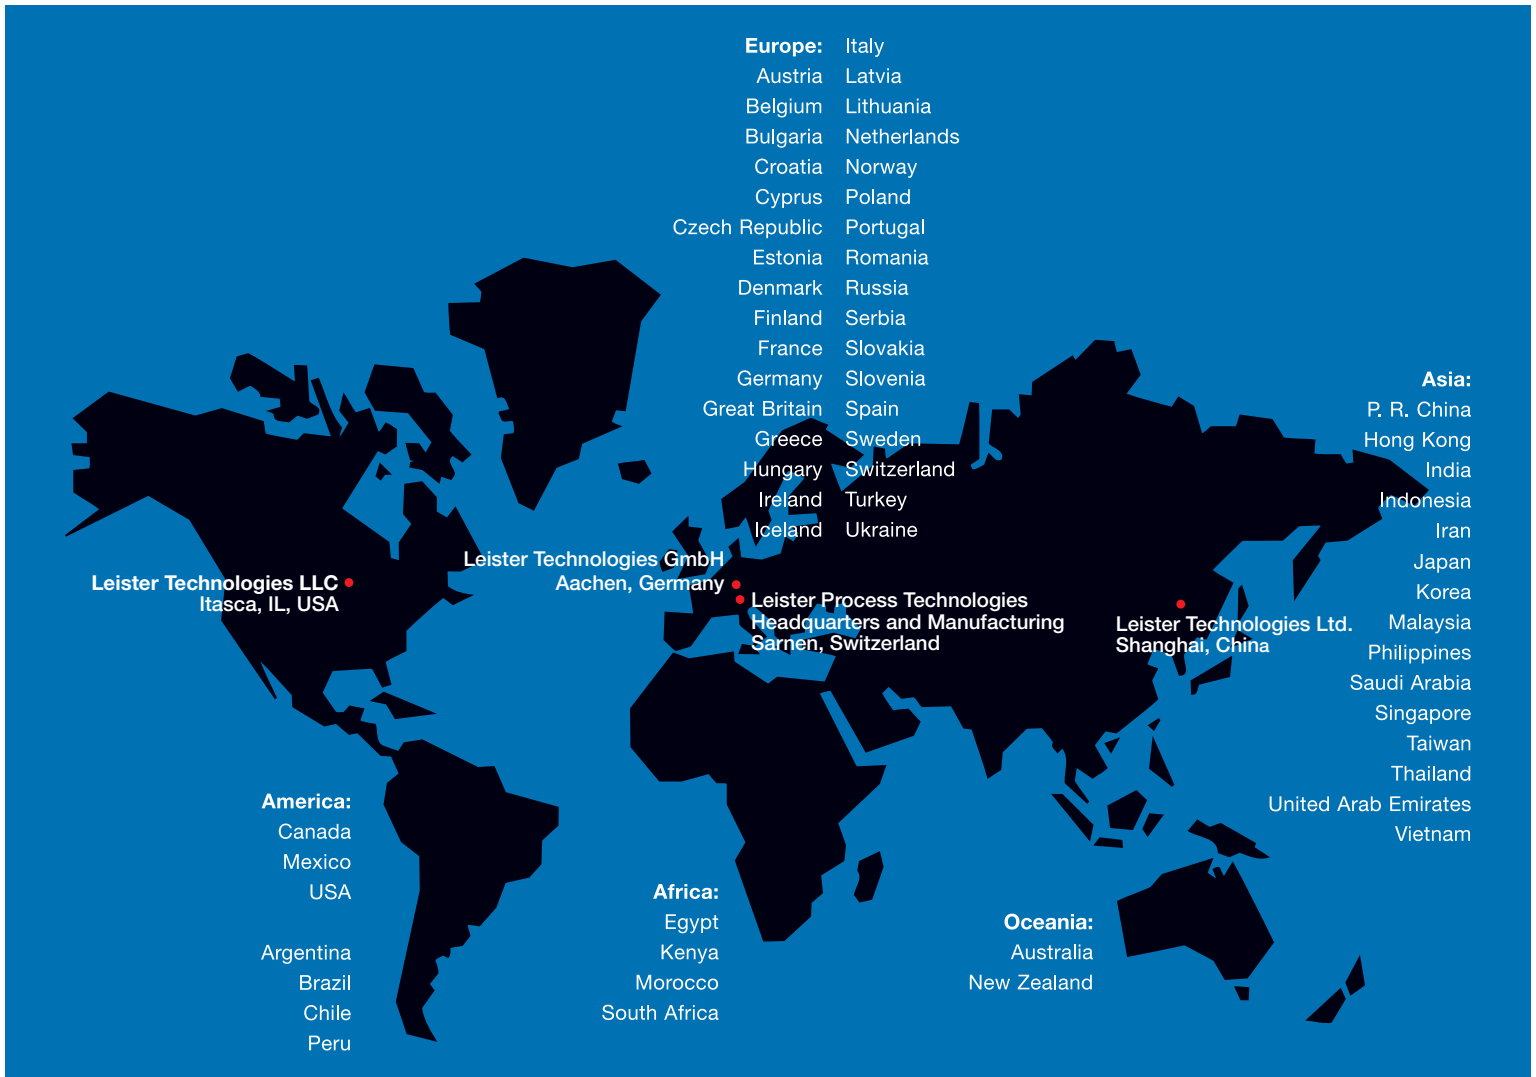 Europe:
Austria
Belgium
Bulgaria
Croatia
Cyprus
Czech Republic
Estonia
Denmark
Finland
France
Germany
Great Britain
Greece
Hungary
Ireland
Iceland
Italy
Latvia
Lithuania
Netherlands
Norway
Poland
Portugal
Romania
Russia
Serbia
Slovakia
Slovenia
Spain
Sweden
Switzerland
Turkey
Ukraine
Asia:
P. R. China
Hong Kong
India
Indonesia
Iran
Japan
Korea
Malaysia
Philippines
Saudi Arabia
Singapore
Taiwan
Thailand
United Arab Emirates
Vietnam
Leister Technologies LLC
Itasca, IL, USA
Leister Technologies GmbH
Aachen, Germany
Leister Process Technologies
Headquarters and Manufacturing
Sarnen, Switzerland
Leister Technologies Ltd.
Shanghai, China
America:
Canada
Mexico
USA
Argentina
Brazil
Chile
Peru
Africa:
Egypt
Kenya
Morocco
South Africa
Oceania:
Australia
New Zealand